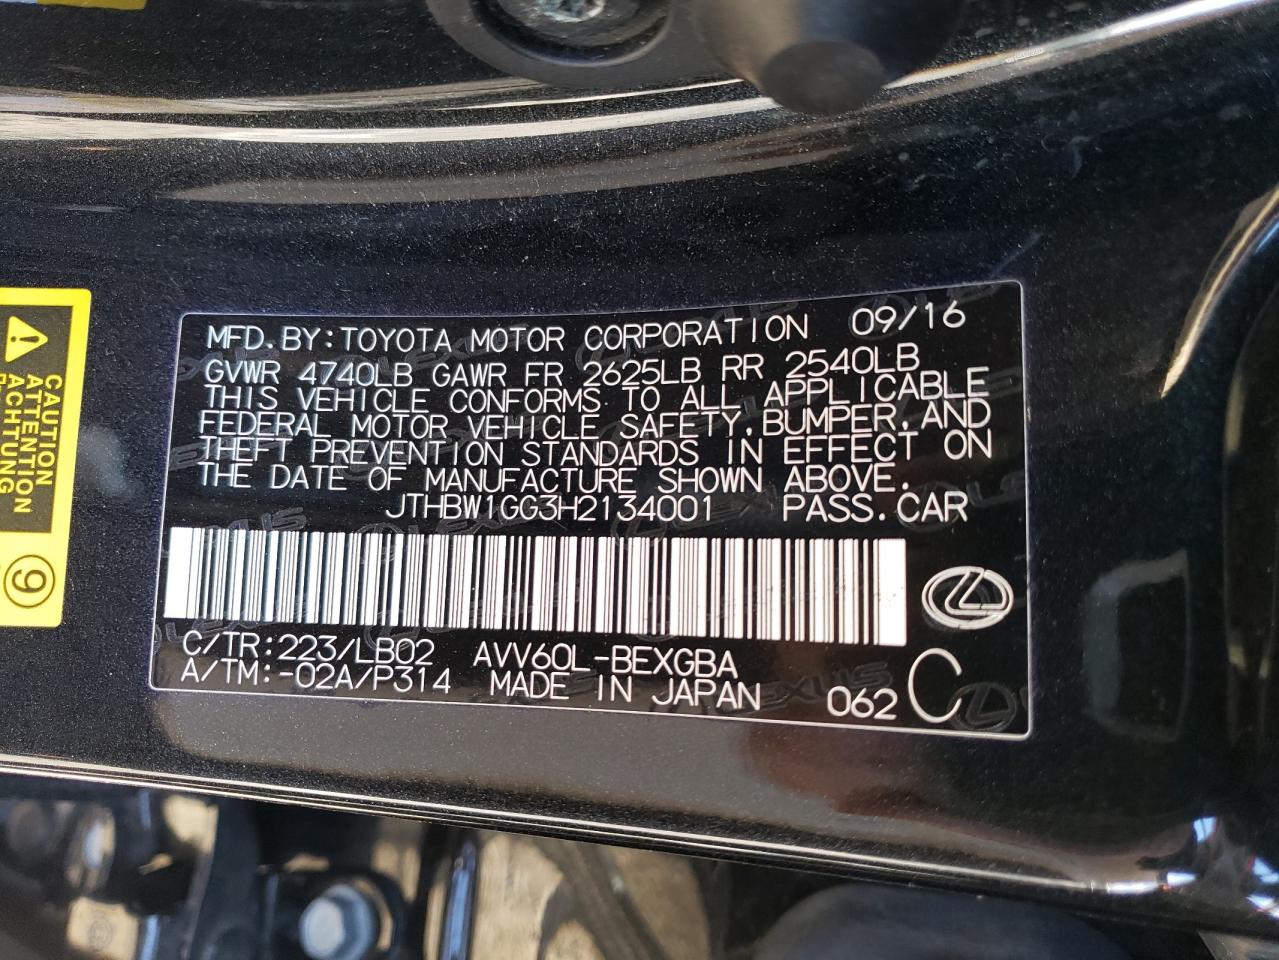 MFD.BY:TOYOTA MOTOR CORPORATION 09/16
GVWR 4740LB GAWR FR 2625LB RR 2540LB
THIS VEHICLE CONFORMS TO ALL APPLICABLE
FEDERAL MOTOR VEHICLE SAFETY,BUMPER,AND
THEFT PREVENTION STANDARDS IN EFFECT ON
THE DATE OF MANUFACTURE SHOWN ABOVE.
JTHBW1GG3H2134001 PASS.CAR
C/TR:223/LB02 AVV60L-BEXGBA
A/TM:-02A/P314 MADE IN JAPAN 062 C
CAUTION
ATTENTION
ACHTUNG
9
LEXUS